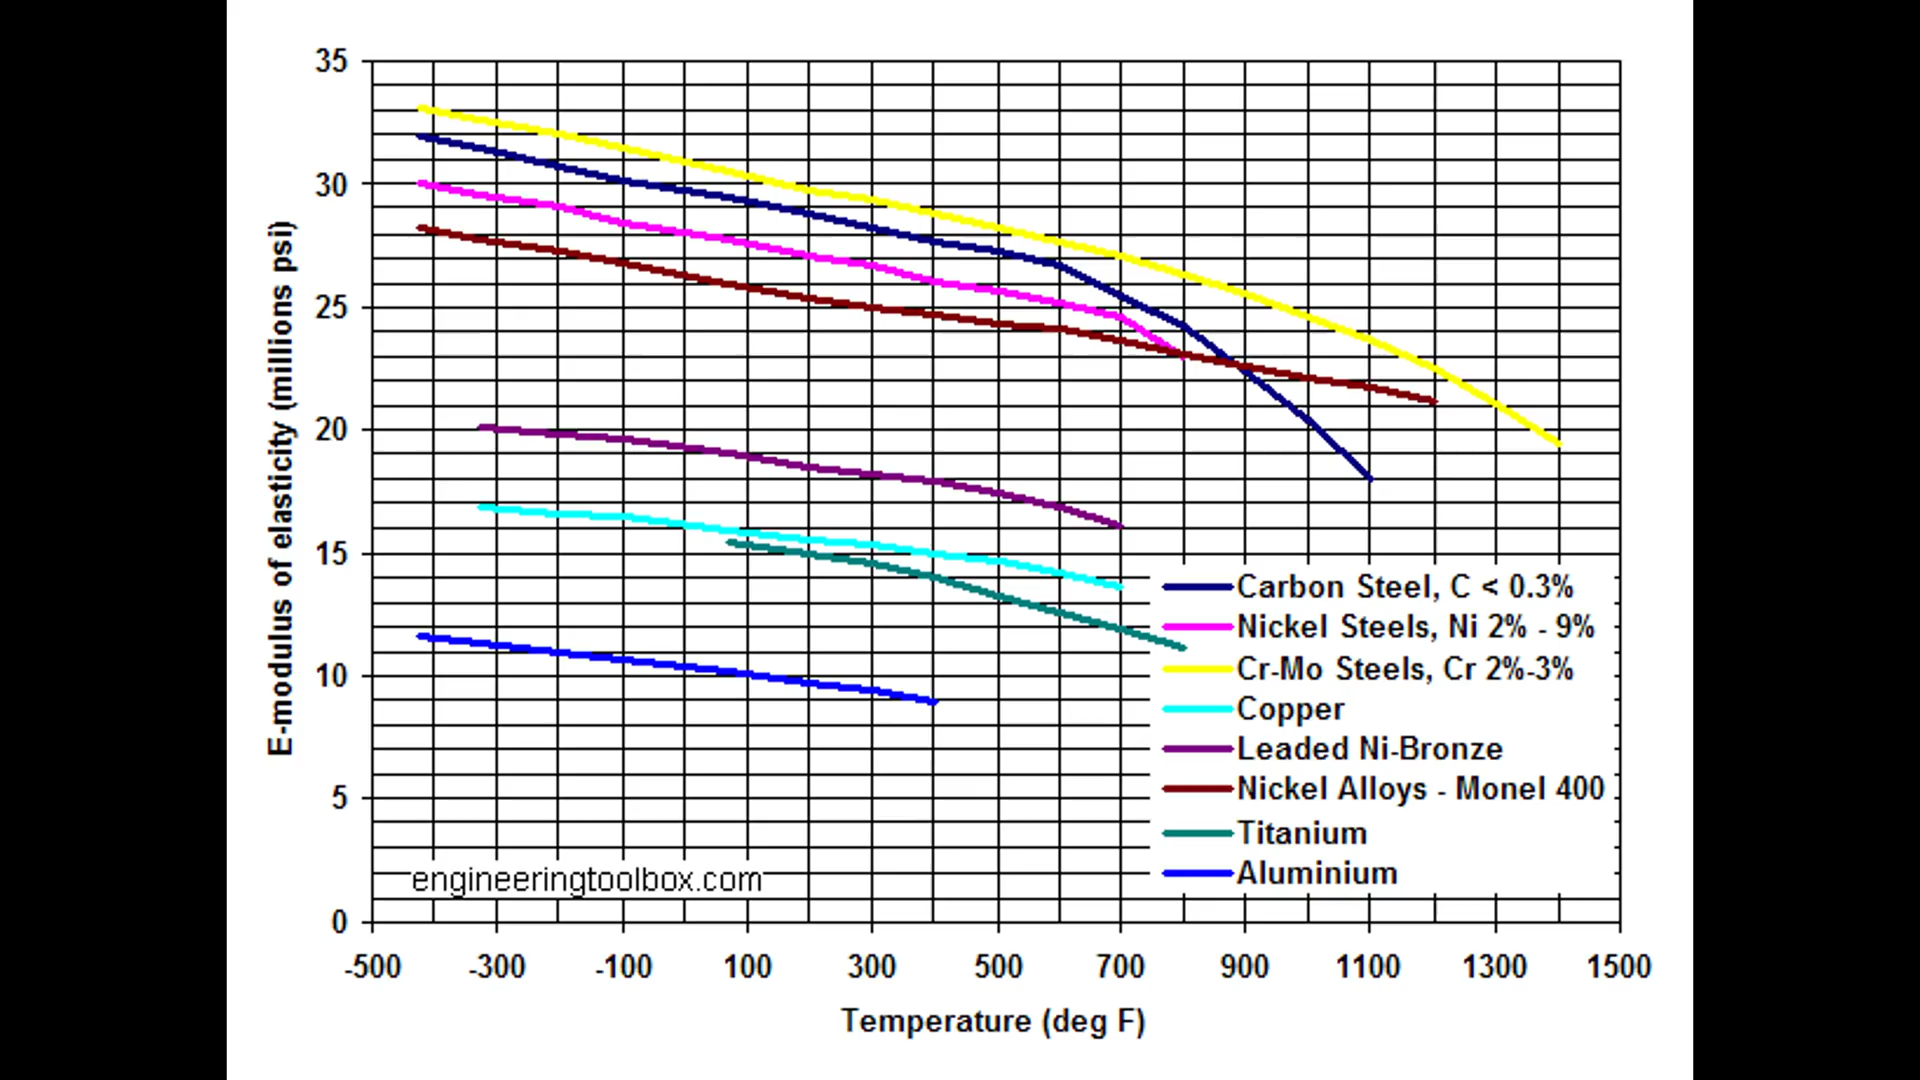 35
30
25
20
15
10
5
0
E-modulus of elasticity (millions psi)
Carbon Steel, C < 0.3%
Nickel Steels, Ni 2% - 9%
Cr-Mo Steels, Cr 2%-3%
Copper
Leaded Ni-Bronze
Nickel Alloys - Monel 400
Titanium
Aluminium
engineeringtoolbox.com
-500 -300 -100 100 300 500 700 900 1100 1300 1500
Temperature (deg F)